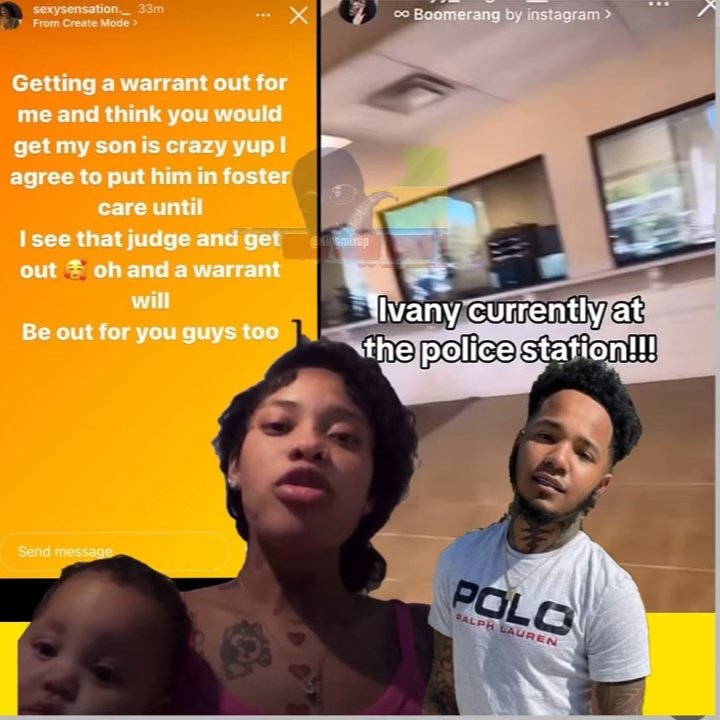 sexysensation._ 33m
From Create Mode >
Getting a warrant out for
me and think you would
get my son is crazy yup I
agree to put him in foster
care until
I see that judge and get
out 🥰 oh and a warrant
will
Be out for you guys too
Send message
∞ Boomerang by instagram >
@Kingmixup
Ivany currently at
the police station!!!
POLO
RALPH LAUREN